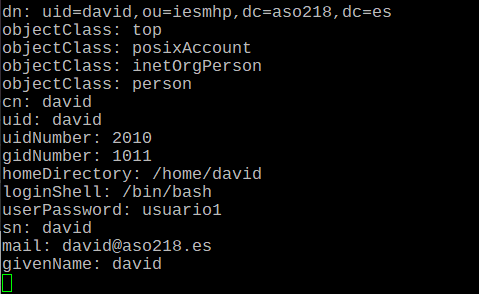 dn: uid=david,ou=iesmhp,dc=aso218,dc=es
objectClass: top
objectClass: posixAccount
objectClass: inetOrgPerson
objectClass: person
cn: david
uid: david
uidNumber: 2010
gidNumber: 1011
homeDirectory: /home/david
loginShell: /bin/bash
userPassword: usuario1
sn: david
mail: david@aso218.es
givenName: david